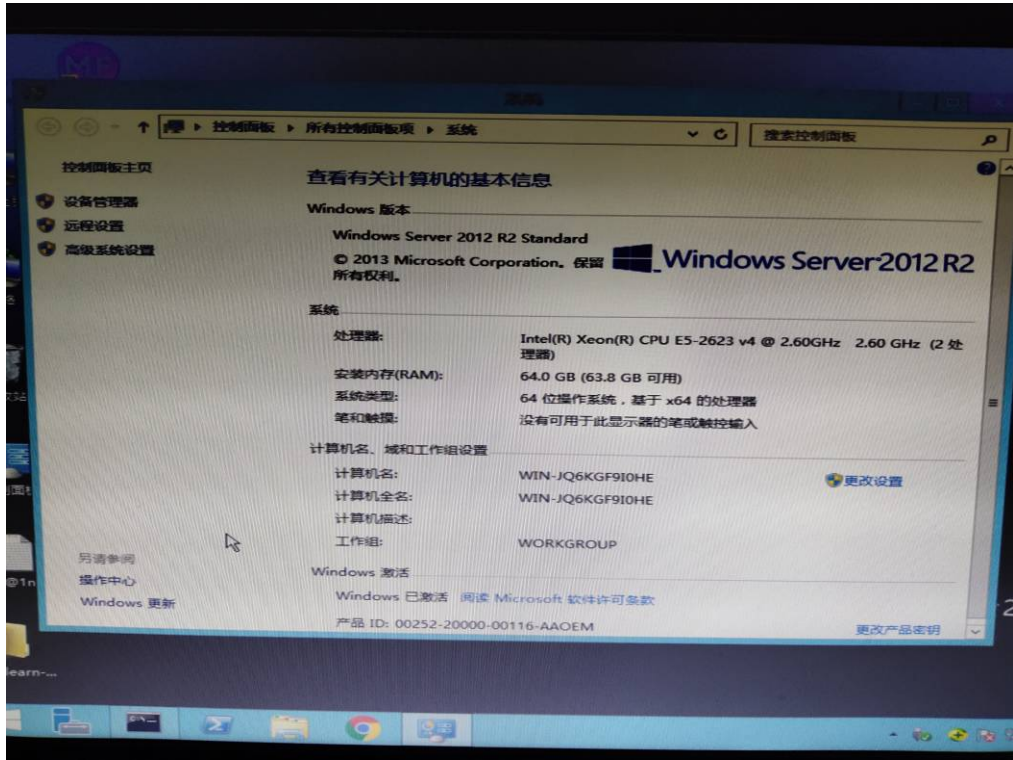 ME
系统
控制面板 所有控制面板项 系统
搜索控制面板
控制面板主页
设备管理器
远程设置
高级系统设置
查看有关计算机的基本信息
Windows 版本
Windows Server 2012 R2 Standard
© 2013 Microsoft Corporation。保留
所有权利。
Windows Server 2012 R2
系统
处理器:
Intel(R) Xeon(R) CPU E5-2623 v4 @ 2.60GHz 2.60 GHz (2 处
理器)
安装内存(RAM):
64.0 GB (63.8 GB 可用)
系统类型:
64 位操作系统，基于 x64 的处理器
笔和触摸:
没有可用于此显示器的笔或触控输入
计算机名、域和工作组设置
计算机名:
WIN-JQ6KGF9I0HE
更改设置
计算机全名:
WIN-JQ6KGF9I0HE
计算机描述:
工作组:
WORKGROUP
Windows 激活
Windows 已激活 阅读 Microsoft 软件许可条款
产品 ID: 00252-20000-00116-AAOEM
更改产品密钥
另请参阅
操作中心
Windows 更新
@1n
earn-...